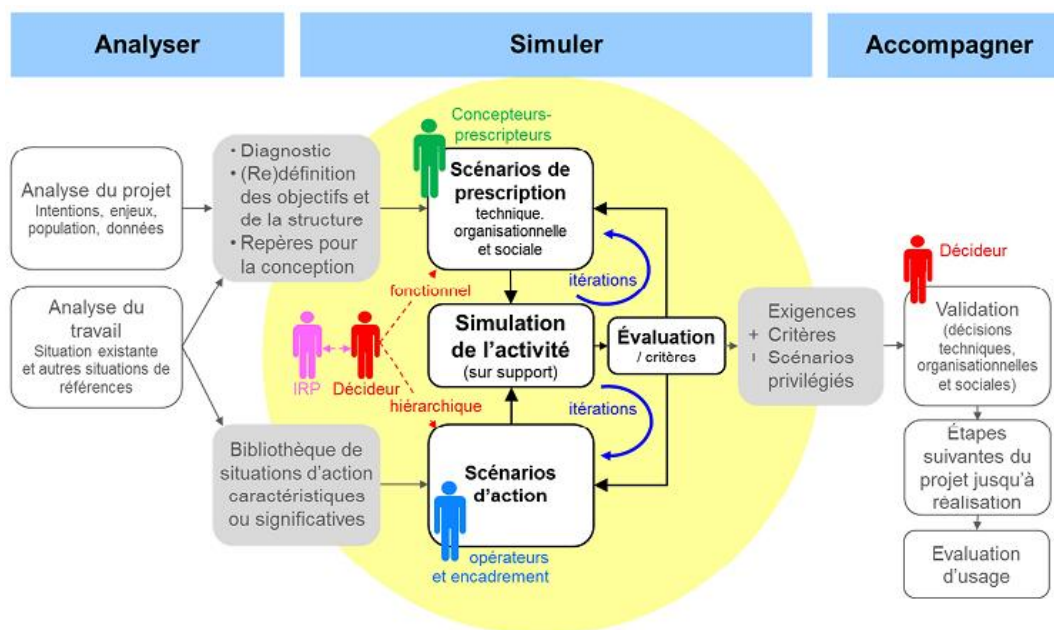 Analyser
Simuler
Accompagner
Analyse du projet
Intentions, enjeux,
population, données
Analyse du
travail
Situation existante
et autres situations de
références
• Diagnostic
• (Re)définition
des objectifs et
de la structure
• Repères pour
la conception
Bibliothèque de
situations d'action
caractéristiques
ou significatives
Concepteurs-
prescripteurs
Scénarios de
prescription
technique,
organisationnelle
et sociale
fonctionnel
IRP
Décideur
hiérarchique
Simulation
de l'activité
(sur support)
itérations
itérations
Scénarios
d'action
opérateurs
et encadrement
Évaluation
/ critères
Exigences
+ Critères
+ Scénarios
privilégiés
Décideur
Validation
(décisions
techniques,
organisationnelles
et sociales)
Étapes
suivantes du
projet jusqu'à
réalisation
Evaluation
d'usage